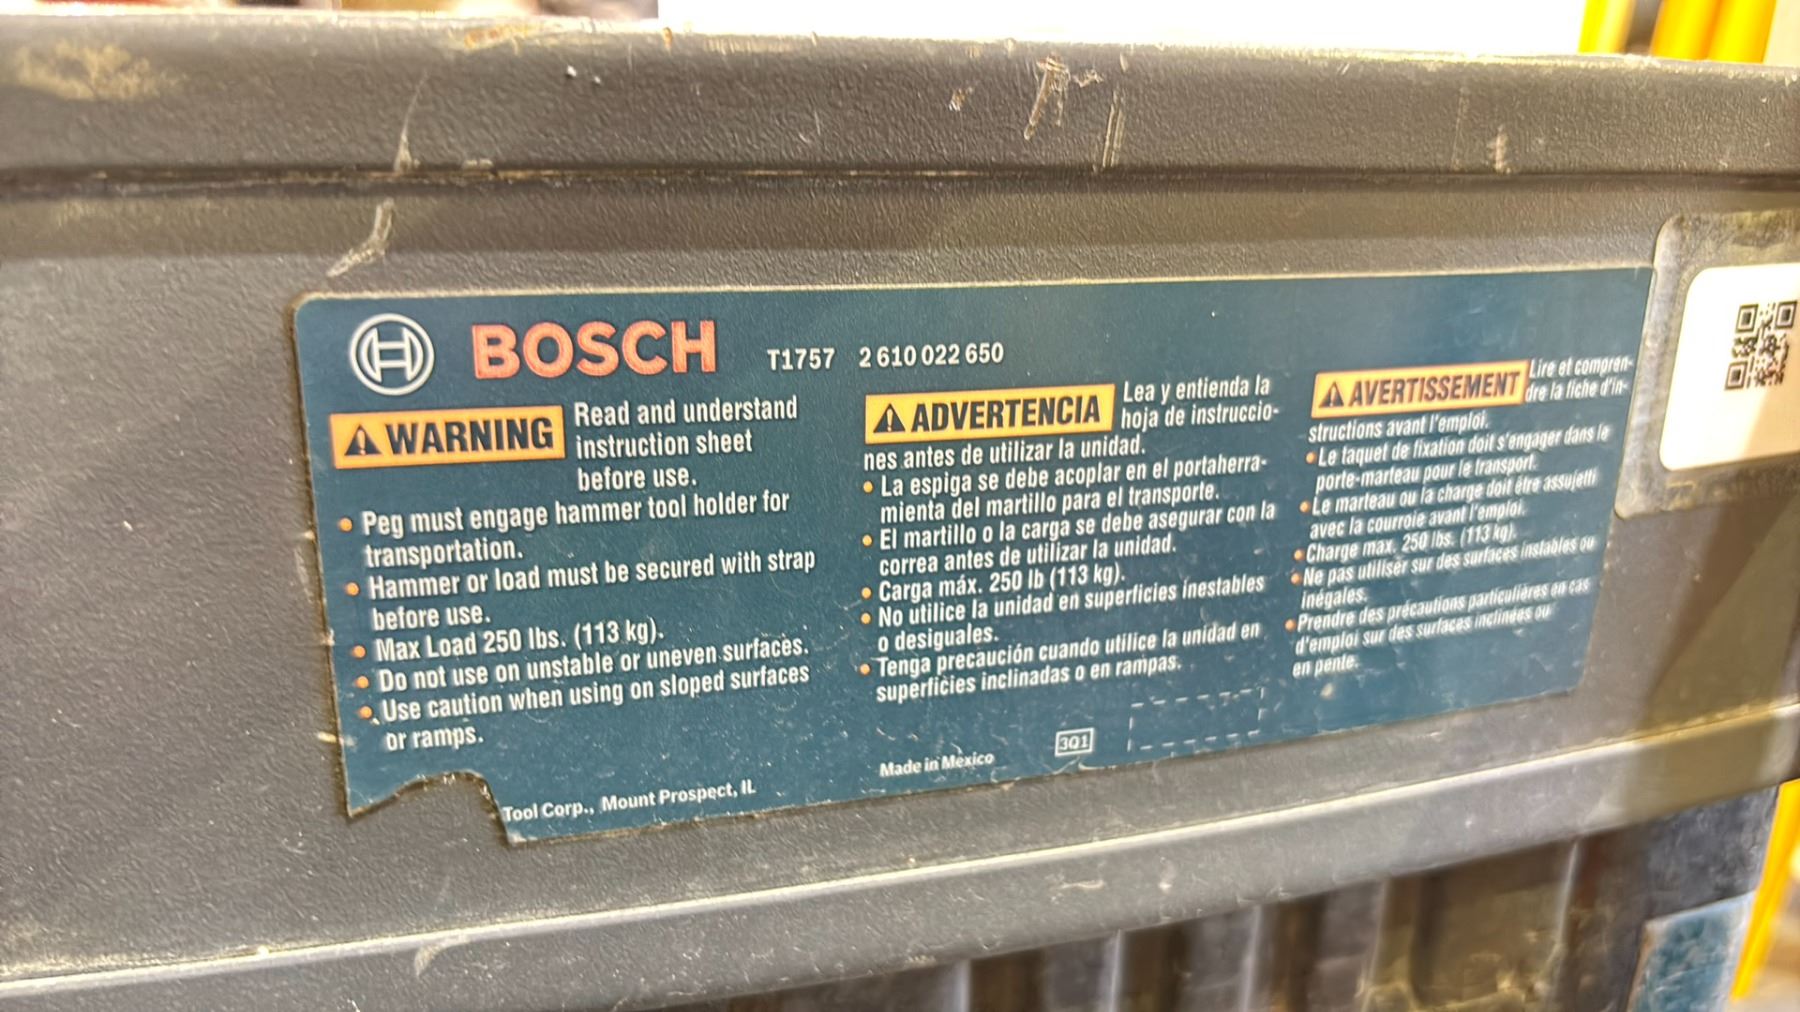 BOSCH T1757 2 610 022 650
WARNING
Read and understand
instruction sheet
before use.
• Peg must engage hammer tool holder for
transportation.
• Hammer or load must be secured with strap
before use.
• Max Load 250 lbs. (113 kg).
• Do not use on unstable or uneven surfaces.
• Use caution when using on sloped surfaces
or ramps.
Tool Corp., Mount Prospect, IL
ADVERTENCIA
Lea y entienda la
hoja de instruccio-
nes antes de utilizar la unidad.
• La espiga se debe acoplar en el portaherra-
mienta del martillo para el transporte.
• El martillo o la carga se debe asegurar con la
correa antes de utilizar la unidad.
• Carga máx. 250 lb (113 kg).
• No utilice la unidad en superficies inestables
o desiguales.
• Tenga precaución cuando utilice la unidad en
superficies inclinadas o en rampas.
Made in Mexico
3Q1
AVERTISSEMENT
Lire et compren-
dre la fiche d'in-
structions avant l'emploi.
• Le taquet de fixation doit s'engager dans le
porte-marteau pour le transport.
• Le marteau ou la charge doit être assujetti
avec la courroie avant l'emploi.
• Charge max. 250 lbs. (113 kg).
• Ne pas utiliser sur des surfaces instables ou
inégales.
• Prendre des précautions particulières en cas
d'emploi sur des surfaces inclinées ou
en pente.